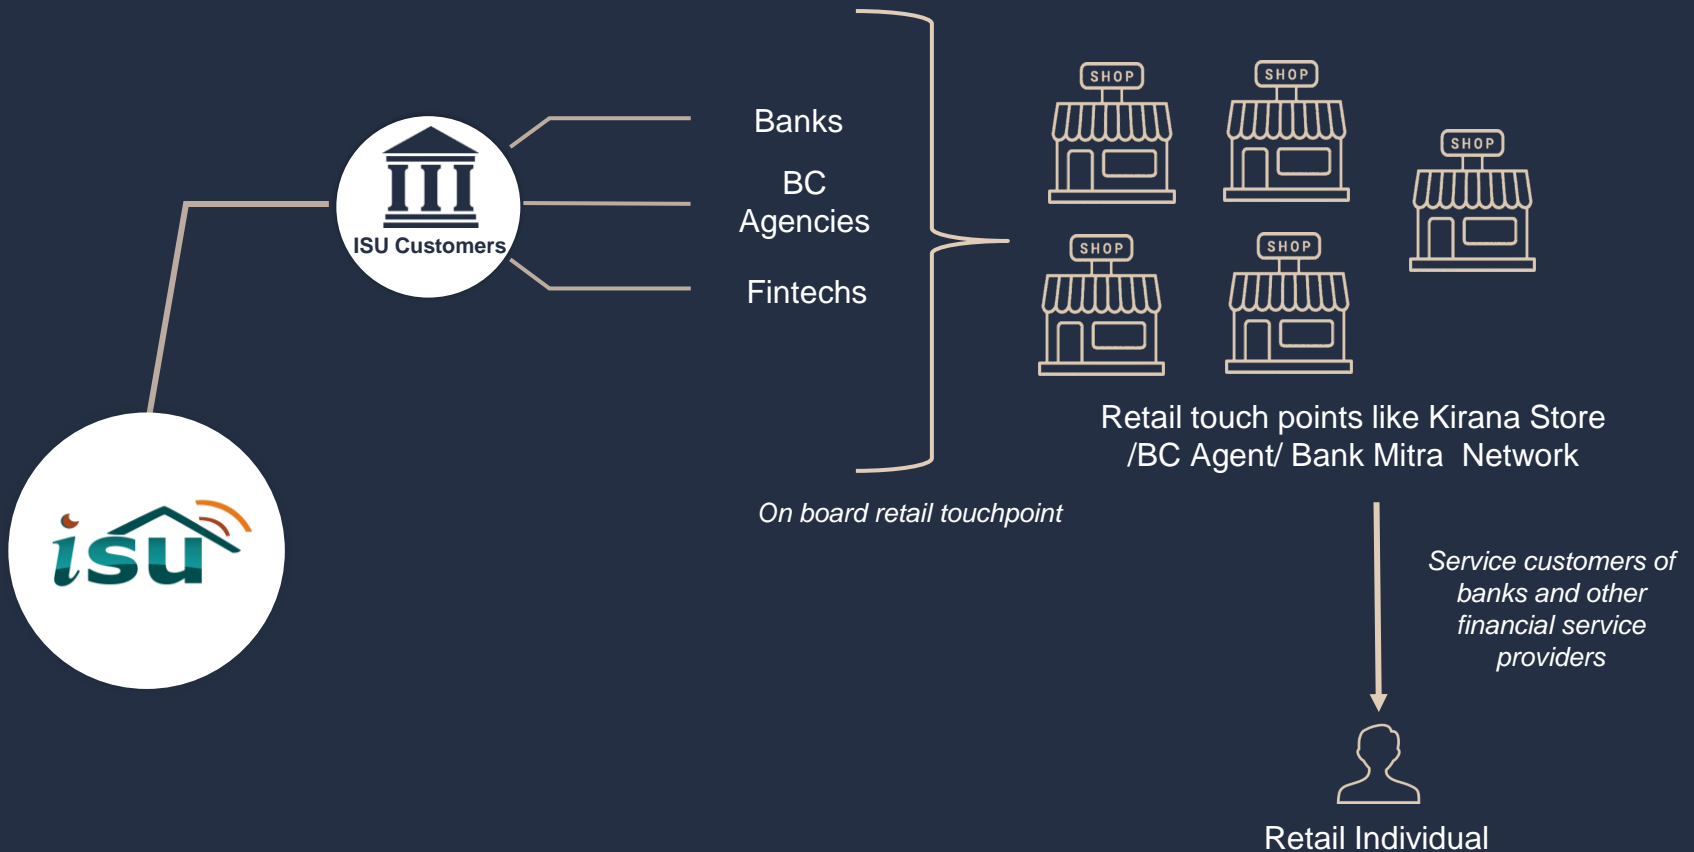 SHOP
SHOP
SHOP
SHOP
SHOP
Banks
BC
Agencies
Fintechs
ISU Customers
isu
On board retail touchpoint
Retail touch points like Kirana Store
/BC Agent/ Bank Mitra Network
Service customers of
banks and other
financial service
providers
Retail Individual